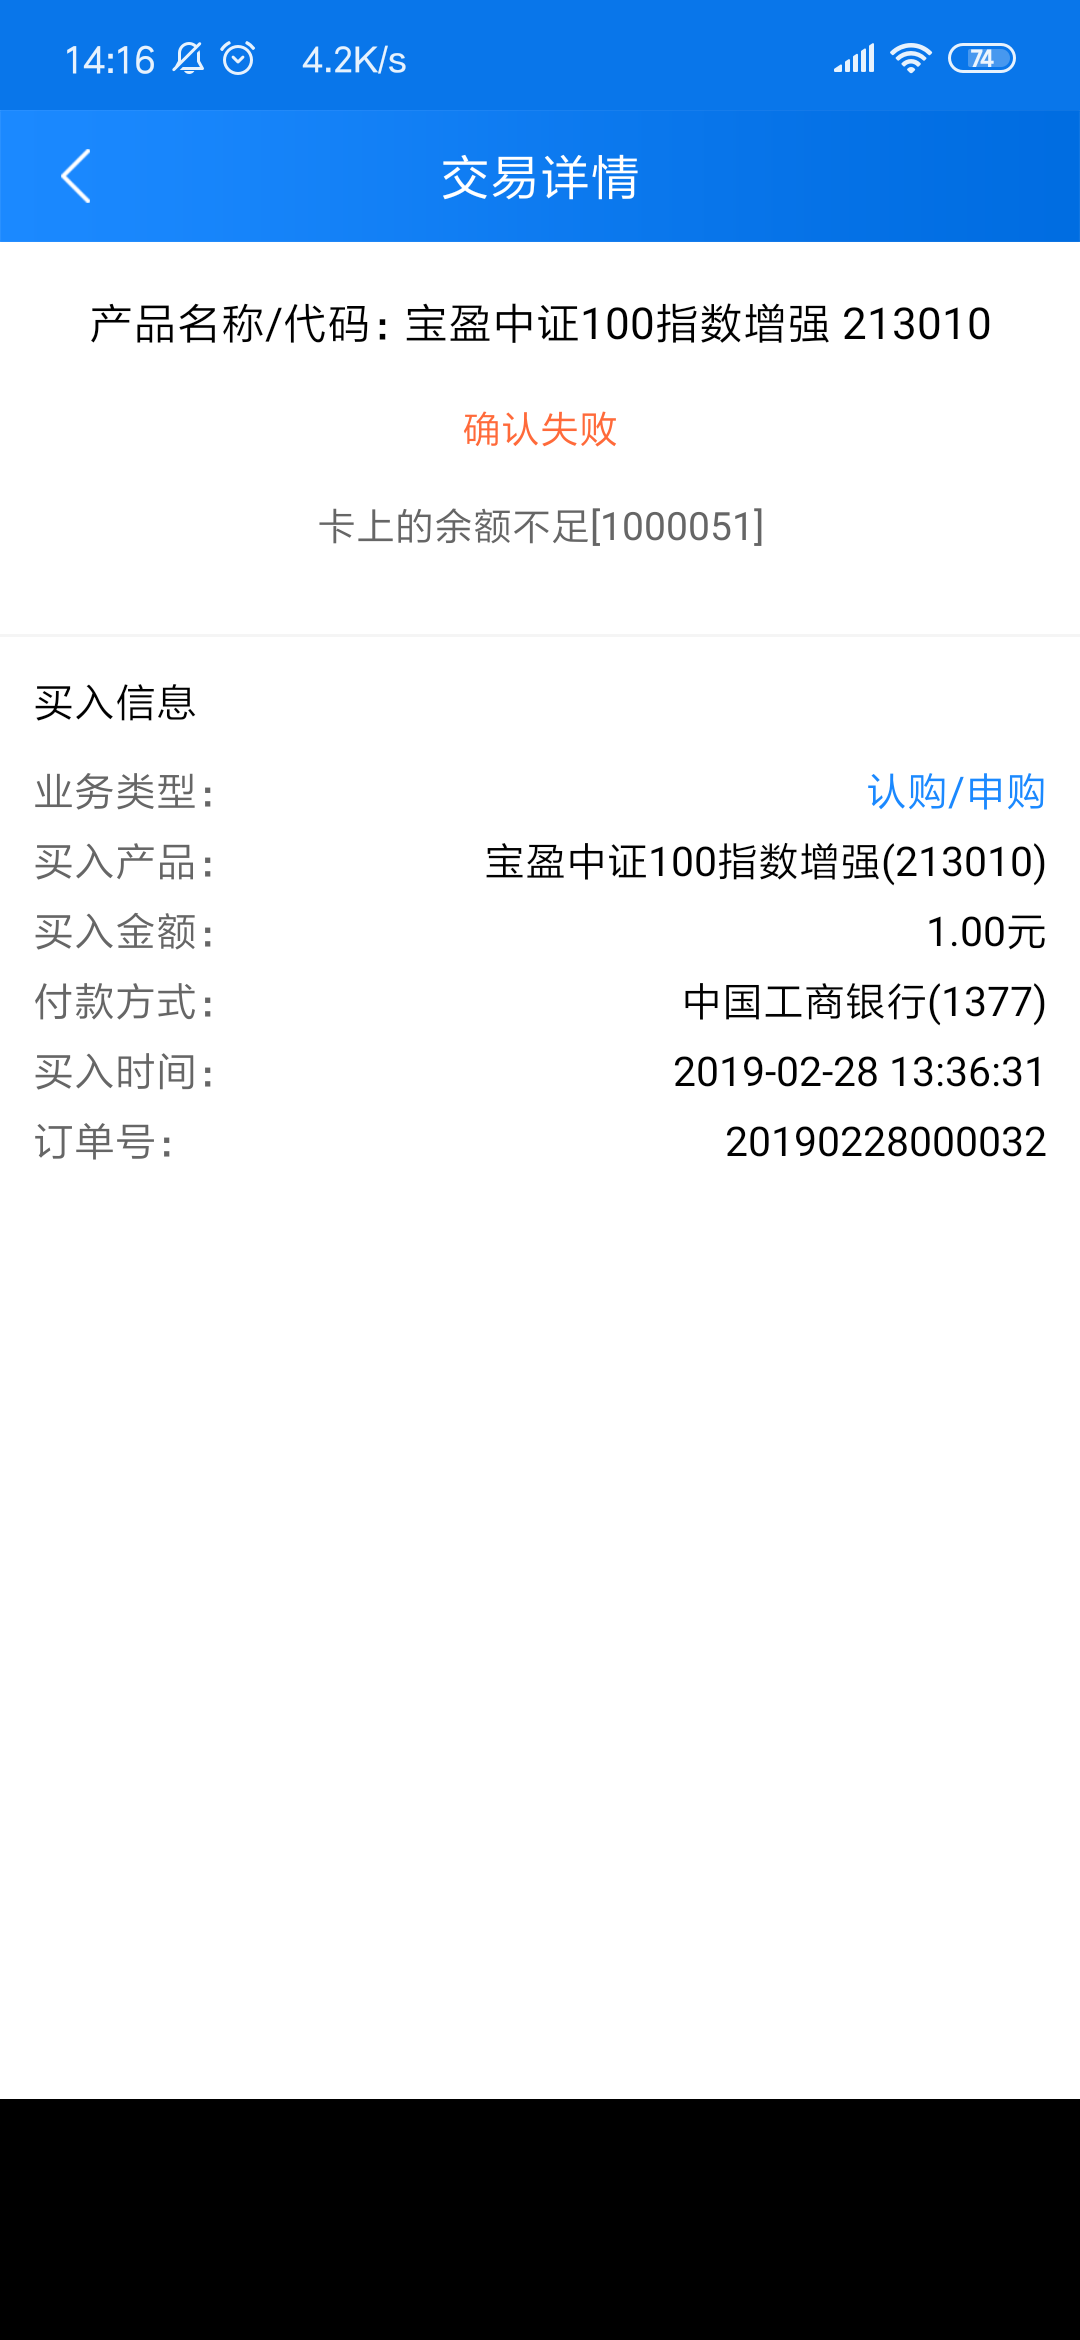 14:16 4.2K/s 74
交易详情
产品名称/代码：宝盈中证100指数增强 213010
确认失败
卡上的余额不足[1000051]
买入信息
业务类型： 认购/申购
买入产品： 宝盈中证100指数增强(213010)
买入金额： 1.00元
付款方式： 中国工商银行(1377)
买入时间： 2019-02-28 13:36:31
订单号： 20190228000032